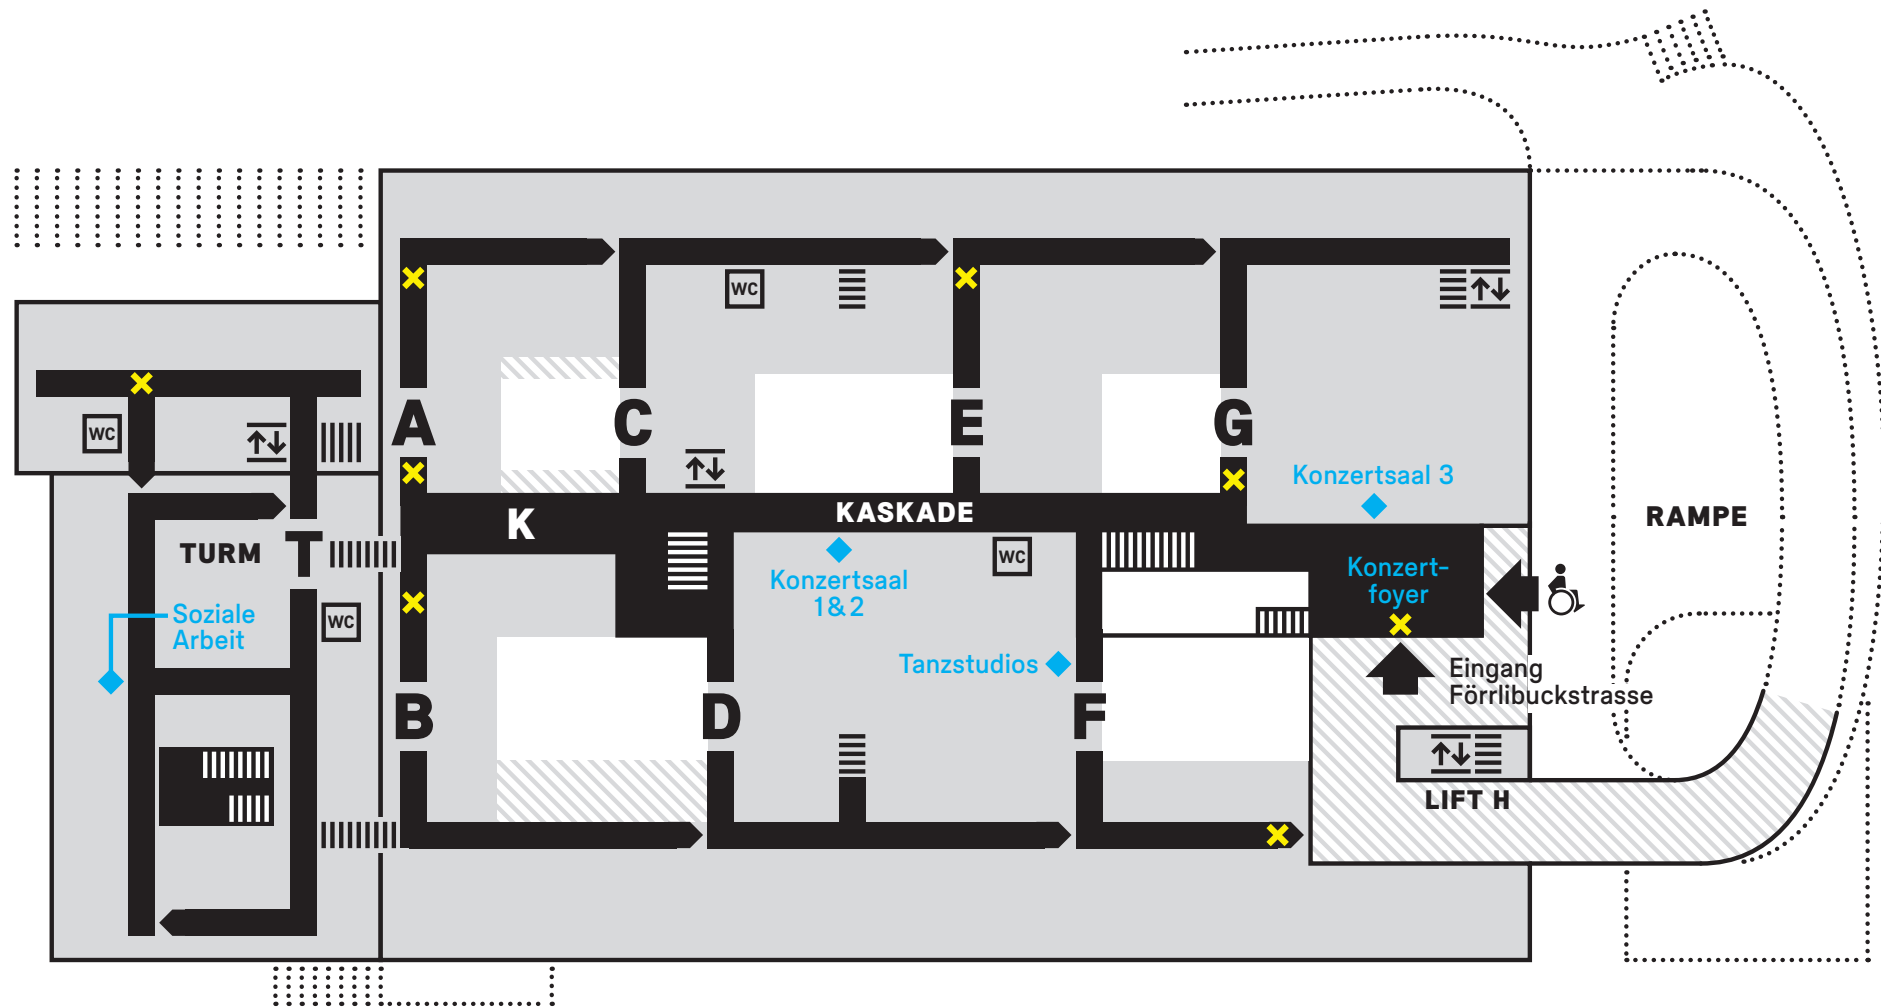 WC
WC
A
C
E
G
WC
Konzertsaal 3
K
KASKADE
RAMPE
TURM
T
WC
Konzertsaal
1&2
Konzert-
foyer
Soziale
Arbeit
WC
Tanzstudios
Eingang
Förrlibuckstrasse
B
D
F
LIFT H